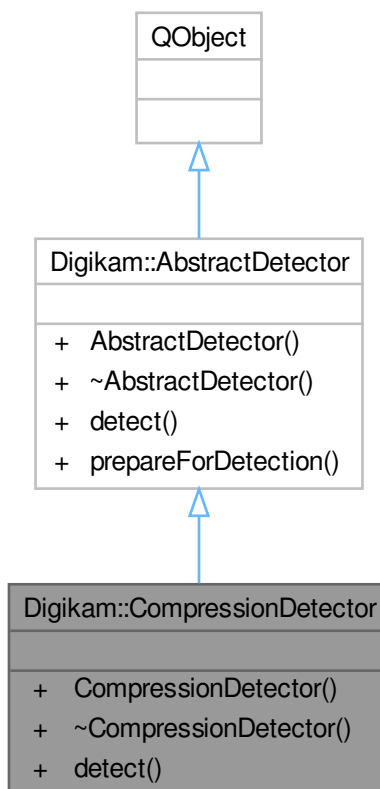 QObject
Digikam::AbstractDetector
+ AbstractDetector()
+ ~AbstractDetector()
+ detect()
+ prepareForDetection()
Digikam::CompressionDetector
+ CompressionDetector()
+ ~CompressionDetector()
+ detect()